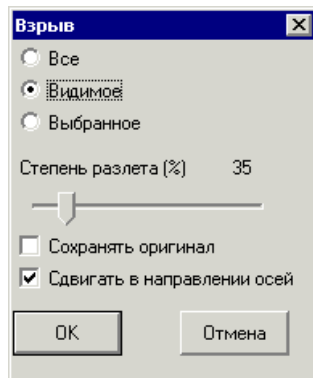 Взрыв
Все
Видимое
Выбранное
Степень разлета (%) 35
Сохранять оригинал
Сдвигать в направлении осей
OK Отмена